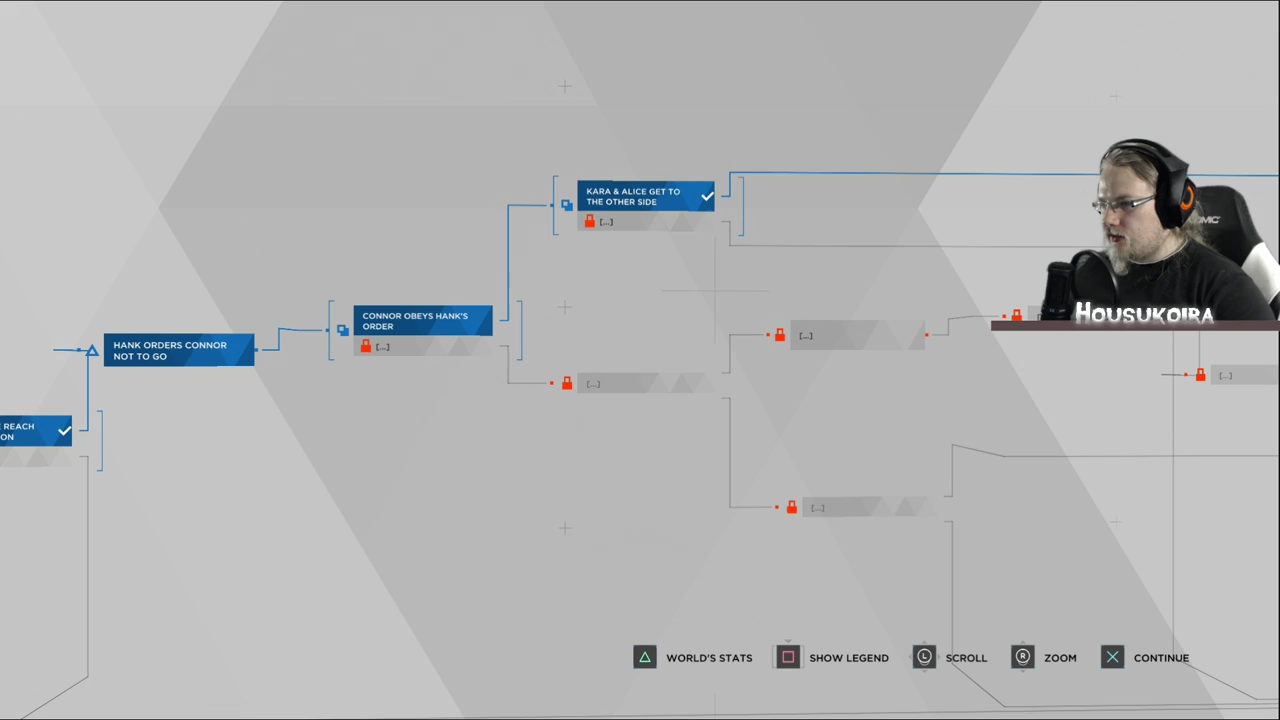 KARA & ALICE GET TO
THE OTHER SIDE
[...]
CONNOR OBEYS HANK'S
ORDER
[...]
HANK ORDERS CONNOR
NOT TO GO
REACH
ON
[...]
[...]
[...]
[...]
HOUSUKOIRA
WORLD'S STATS
SHOW LEGEND
L
SCROLL
R
ZOOM
CONTINUE